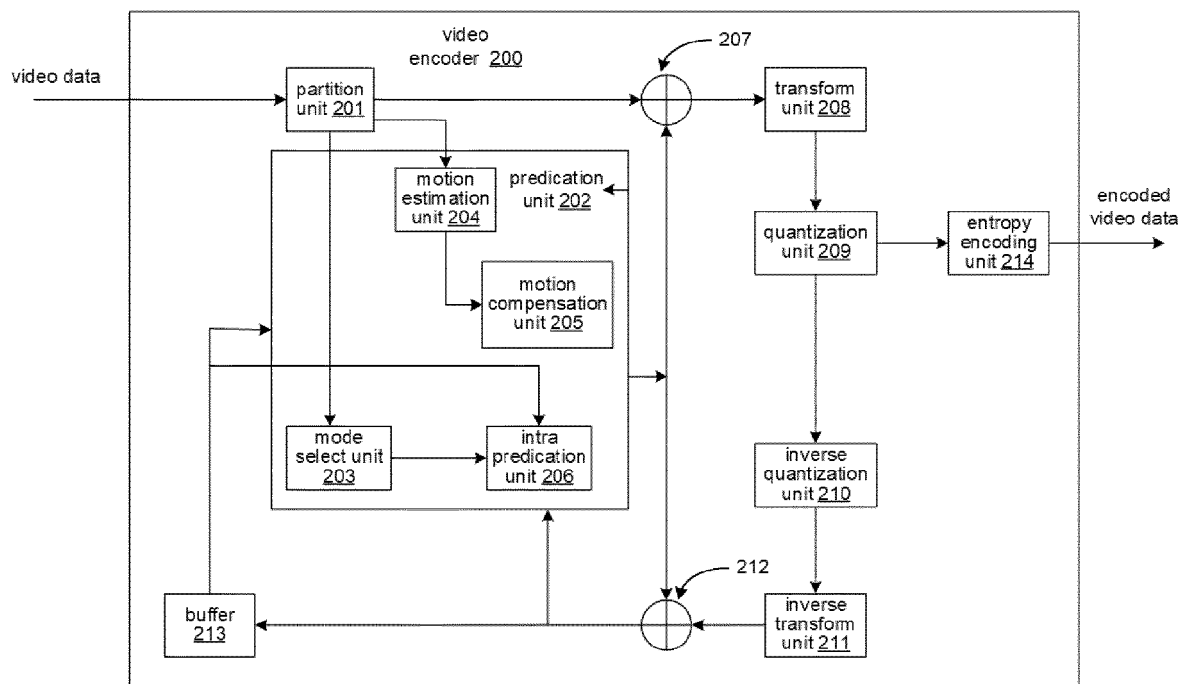 video
encoder 200
207
video data
partition
unit 201
transform
unit 208
motion
estimation
unit 204
predication
unit 202
encoded
video data
quantization
unit 209
entropy
encoding
unit 214
motion
compensation
unit 205
mode
select unit
203
intra
predication
unit 206
inverse
quantization
unit 210
212
buffer
213
inverse
transform
unit 211